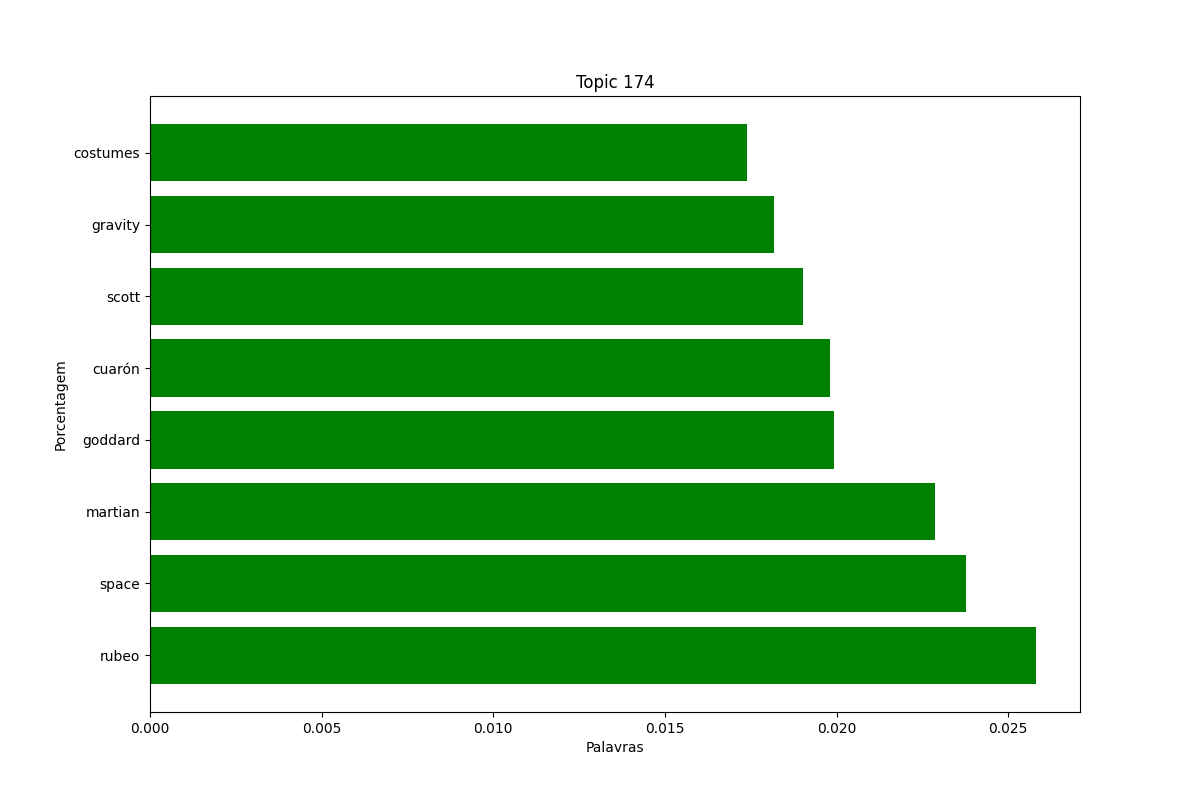 Topic 174
costumes
gravity
scott
cuarón
goddard
martian
space
rubeo
Porcentagem
0.000 0.005 0.010 0.015 0.020 0.025
Palavras